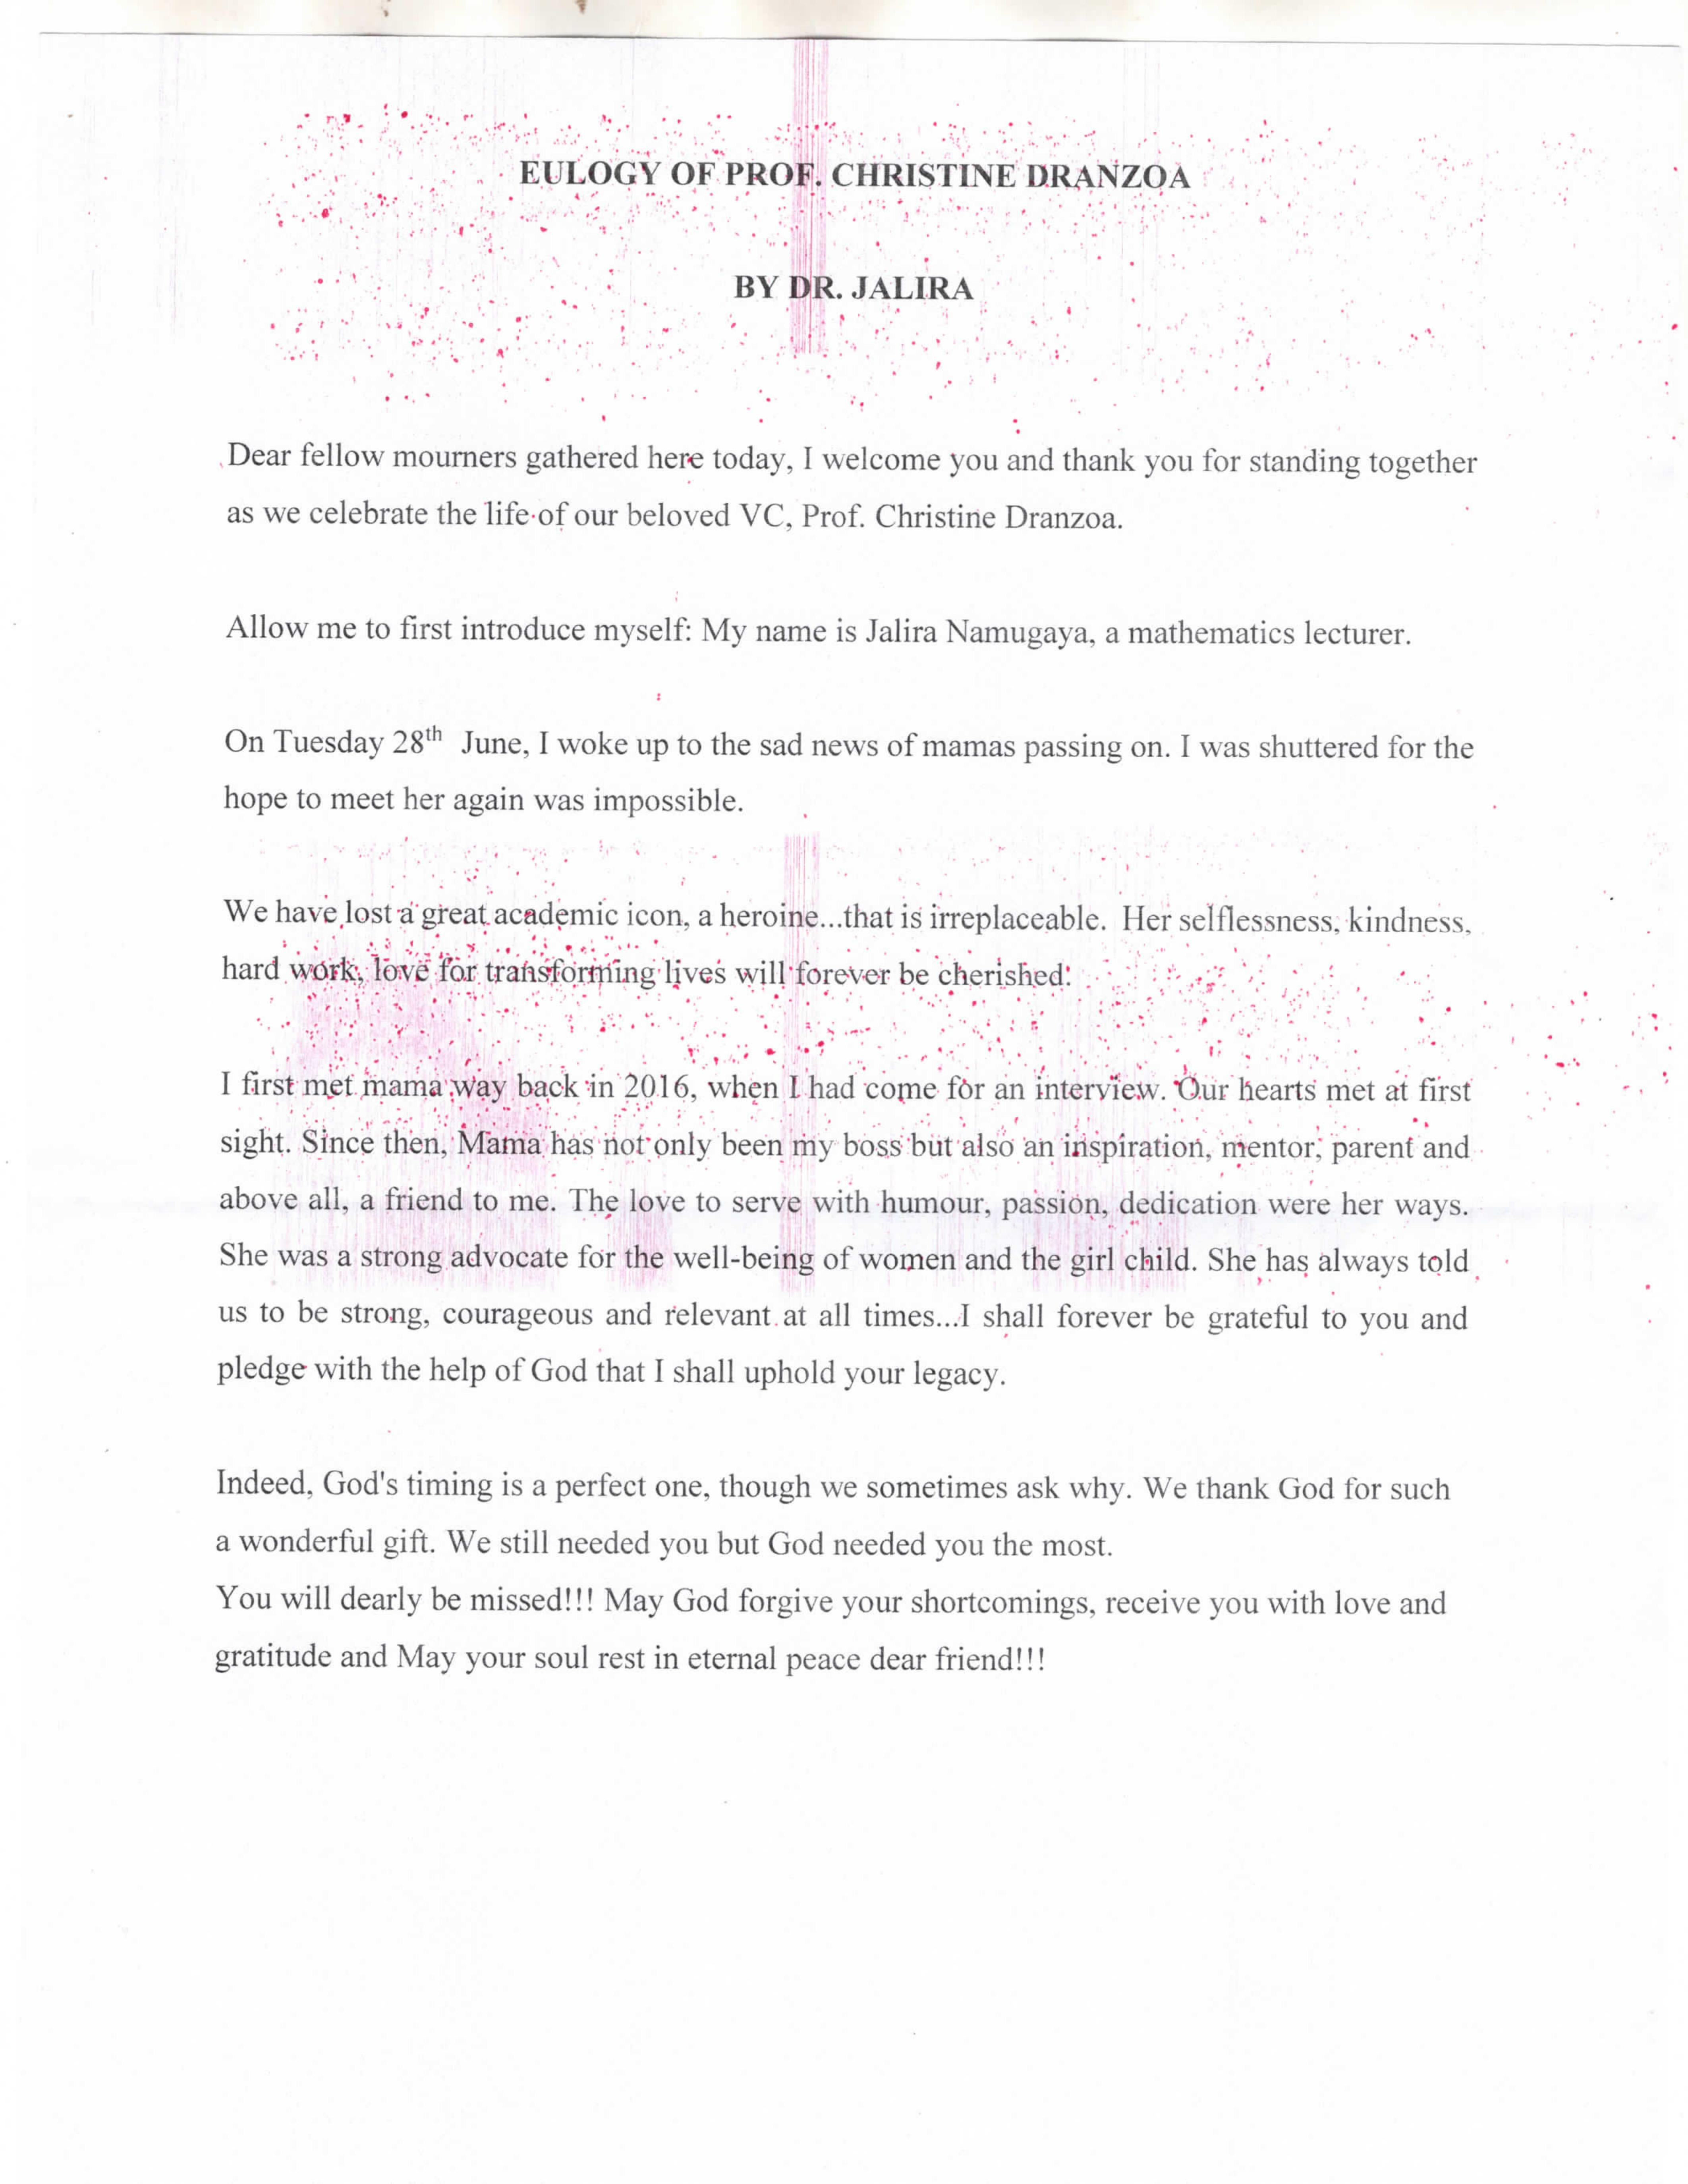 EULOGY OF PROF. CHRISTINE DRANZOA
BY DR. JALIRA
Dear fellow mourners gathered here today, I welcome you and thank you for standing together
as we celebrate the life of our beloved VC, Prof. Christine Dranzoa.
Allow me to first introduce myself: My name is Jalira Namugaya, a mathematics lecturer.
On Tuesday 28th June, I woke up to the sad news of mamas passing on. I was shuttered for the
hope to meet her again was impossible.
We have lost a great academic icon, a heroine...that is irreplaceable. Her selflessness, kindness,
hard work, love for transforming lives will forever be cherished.
I first met mama way back in 2016, when I had come for an interview. Our hearts met at first
sight. Since then, Mama has not only been my boss but also an inspiration, mentor, parent and
above all, a friend to me. The love to serve with humour, passion, dedication were her ways.
She was a strong advocate for the well-being of women and the girl child. She has always told
us to be strong, courageous and relevant at all times...I shall forever be grateful to you and
pledge with the help of God that I shall uphold your legacy.
Indeed, God's timing is a perfect one, though we sometimes ask why. We thank God for such
a wonderful gift. We still needed you but God needed you the most.
You will dearly be missed!!! May God forgive your shortcomings, receive you with love and
gratitude and May your soul rest in eternal peace dear friend!!!